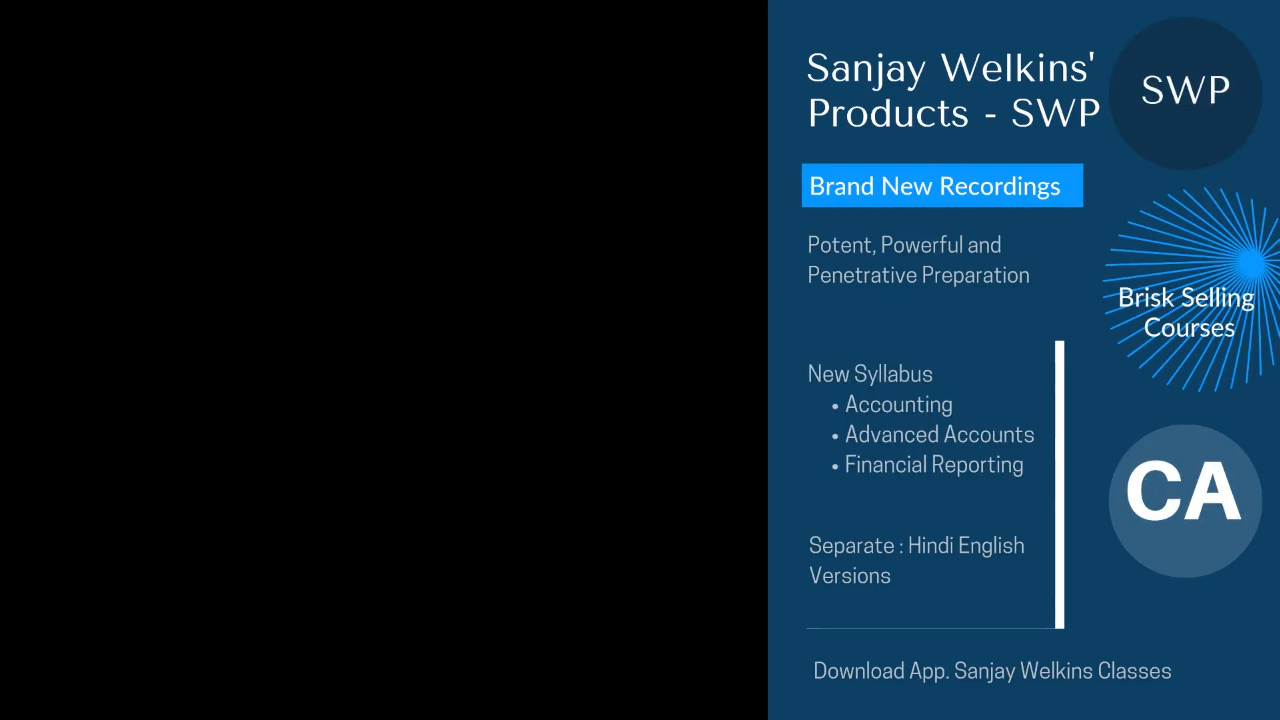 Sanjay Welkins'
Products - SWP
SWP
Brand New Recordings
Potent, Powerful and
Penetrative Preparation
Brisk Selling
Courses
New Syllabus
• Accounting
• Advanced Accounts
• Financial Reporting
CA
Separate : Hindi English
Versions
Download App. Sanjay Welkins Classes